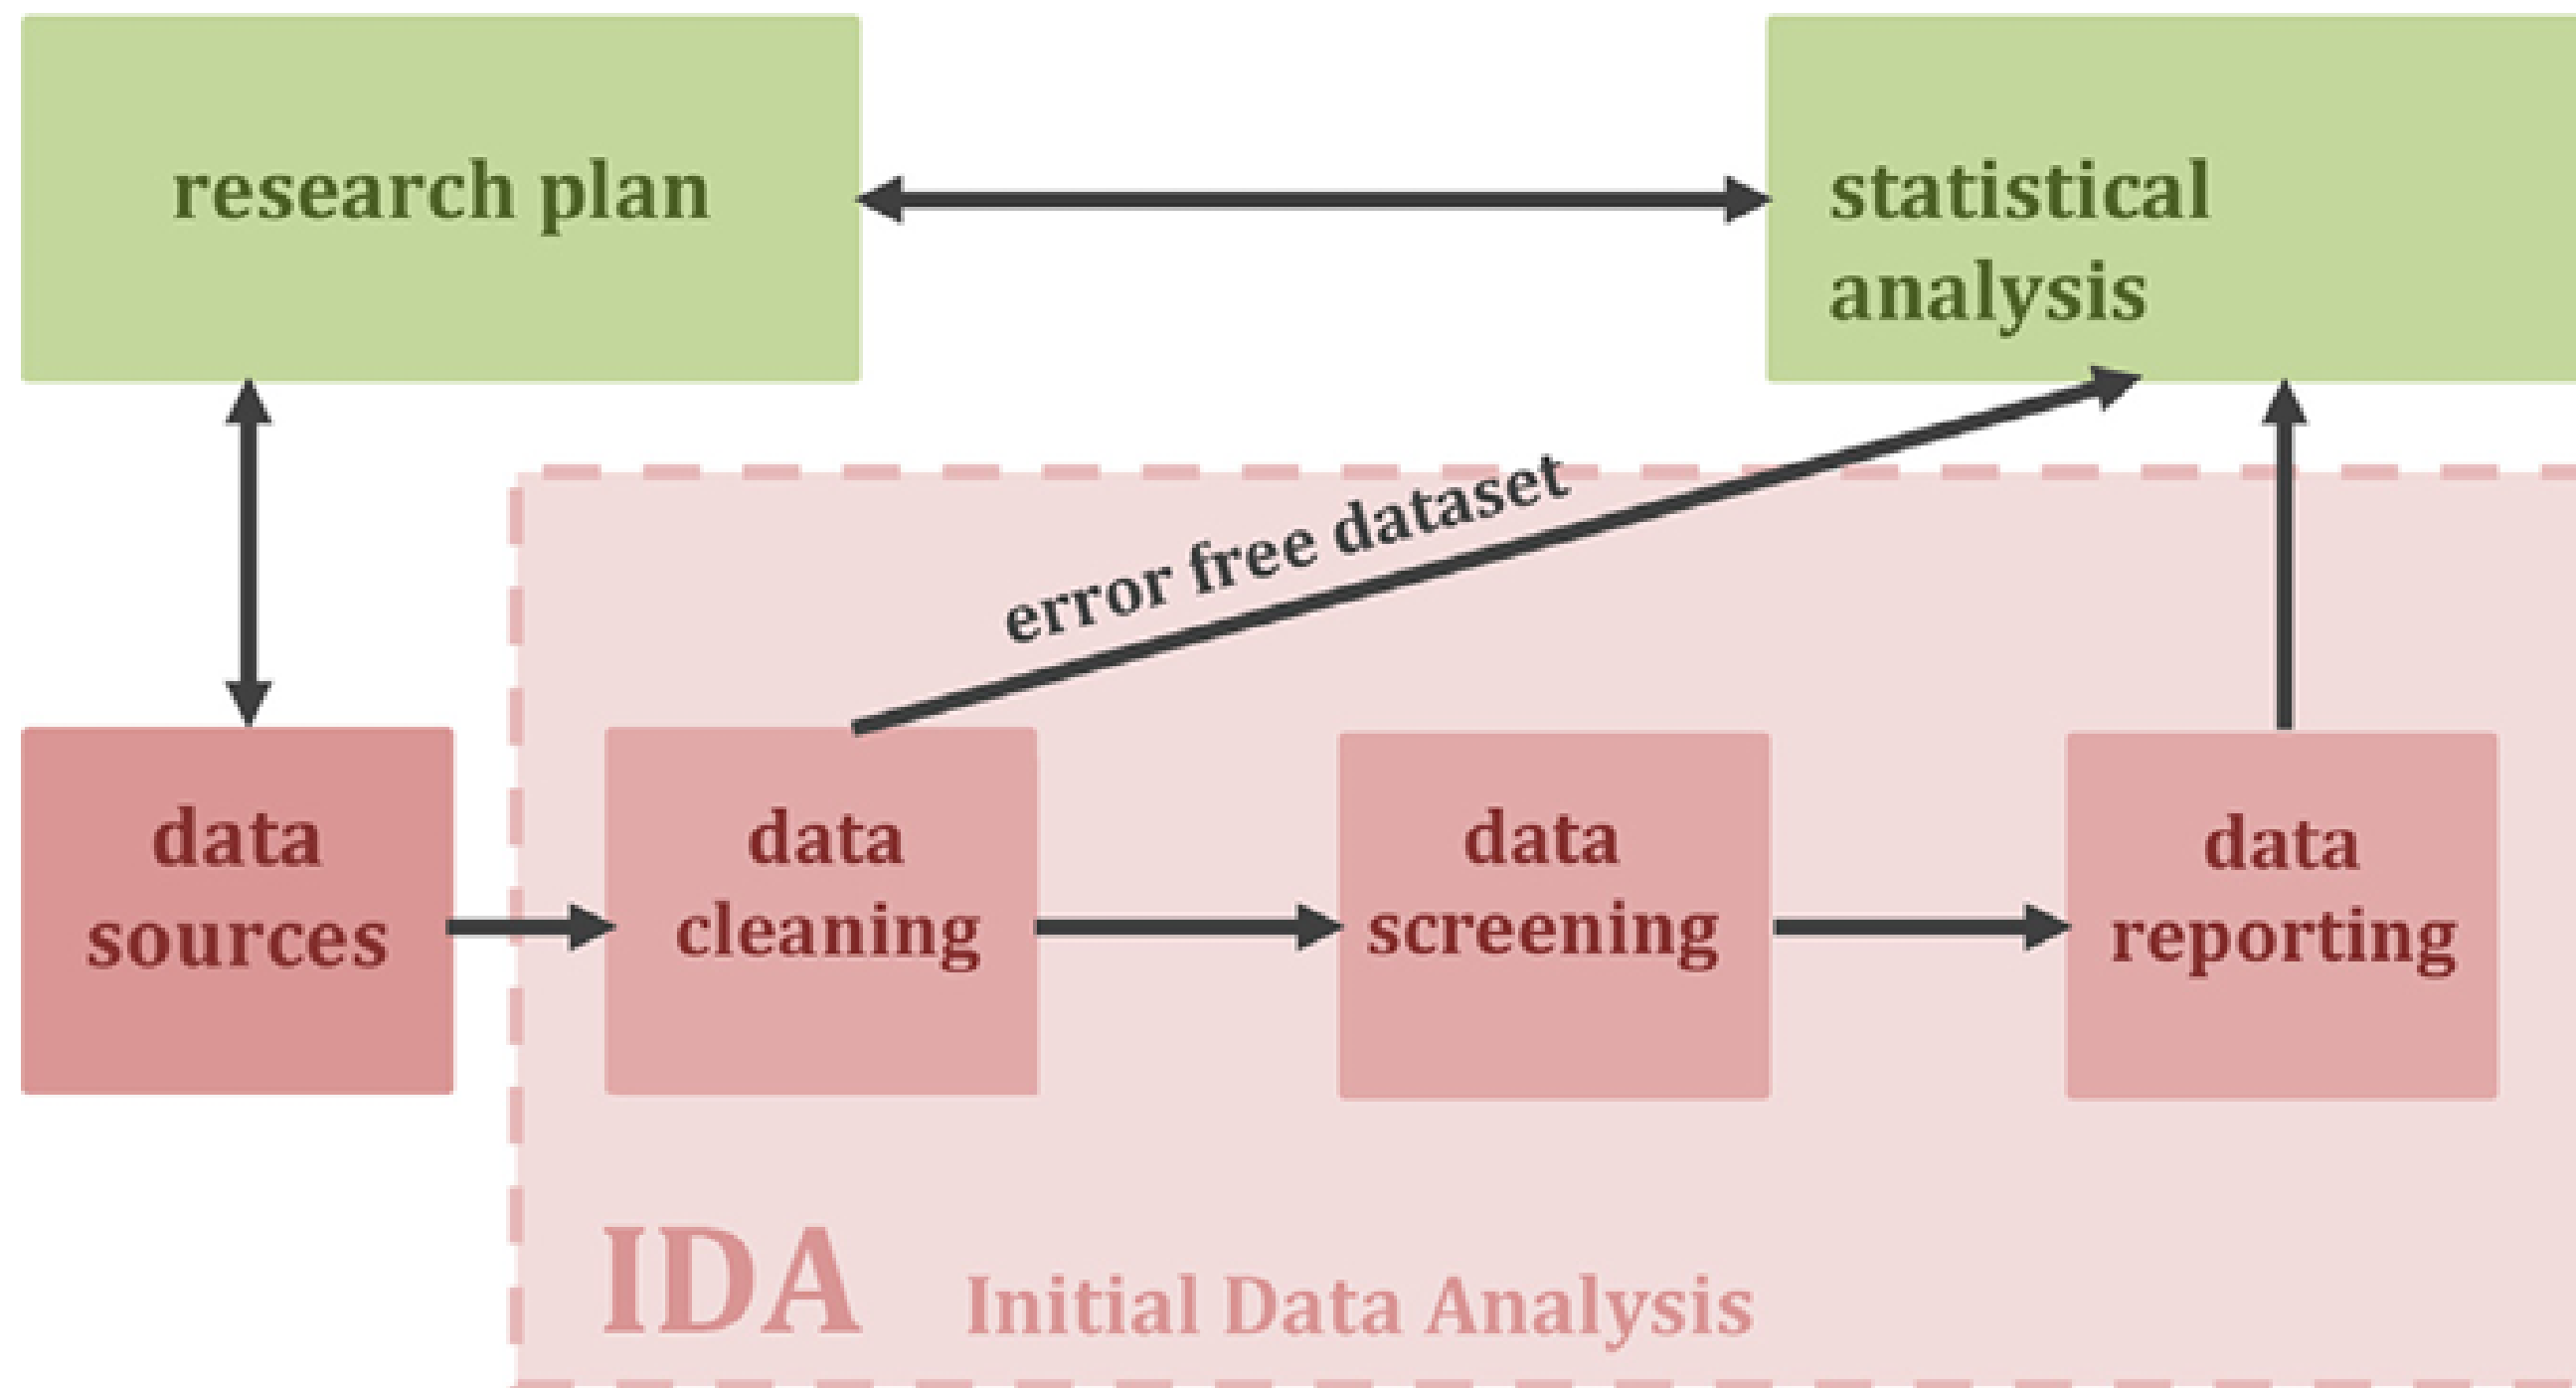 research plan
statistical
analysis
error free dataset
data
sources
data
cleaning
data
screening
data
reporting
IDA
Initial Data Analysis